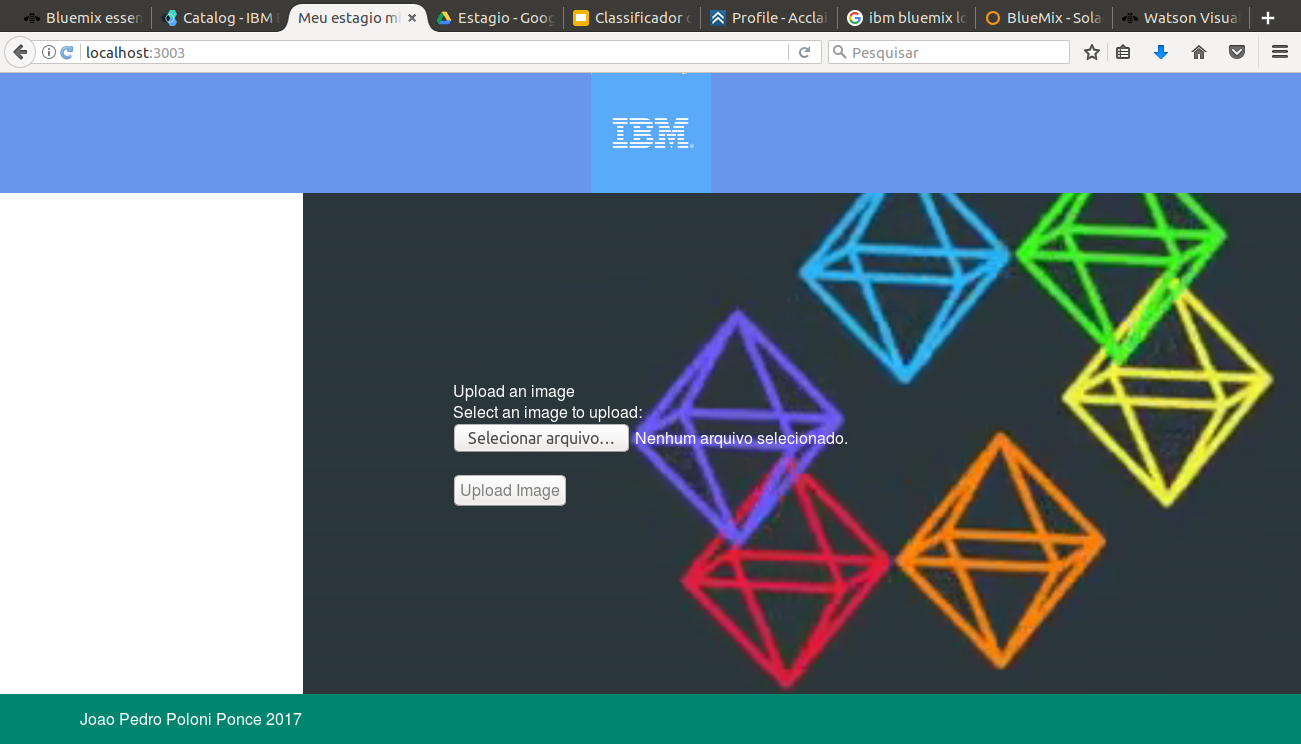 Bluemix essen
Catalog - IBM
Meu estagio mi
Estagio - Goog
Classificador
Profile - Acclai
ibm bluemix lo
BlueMix - Sola
Watson Visua
localhost:3003
Pesquisar
IBM
Upload an image
Select an image to upload:
Selecionar arquivo... Nenhum arquivo selecionado.
Upload Image
Joao Pedro Poloni Ponce 2017